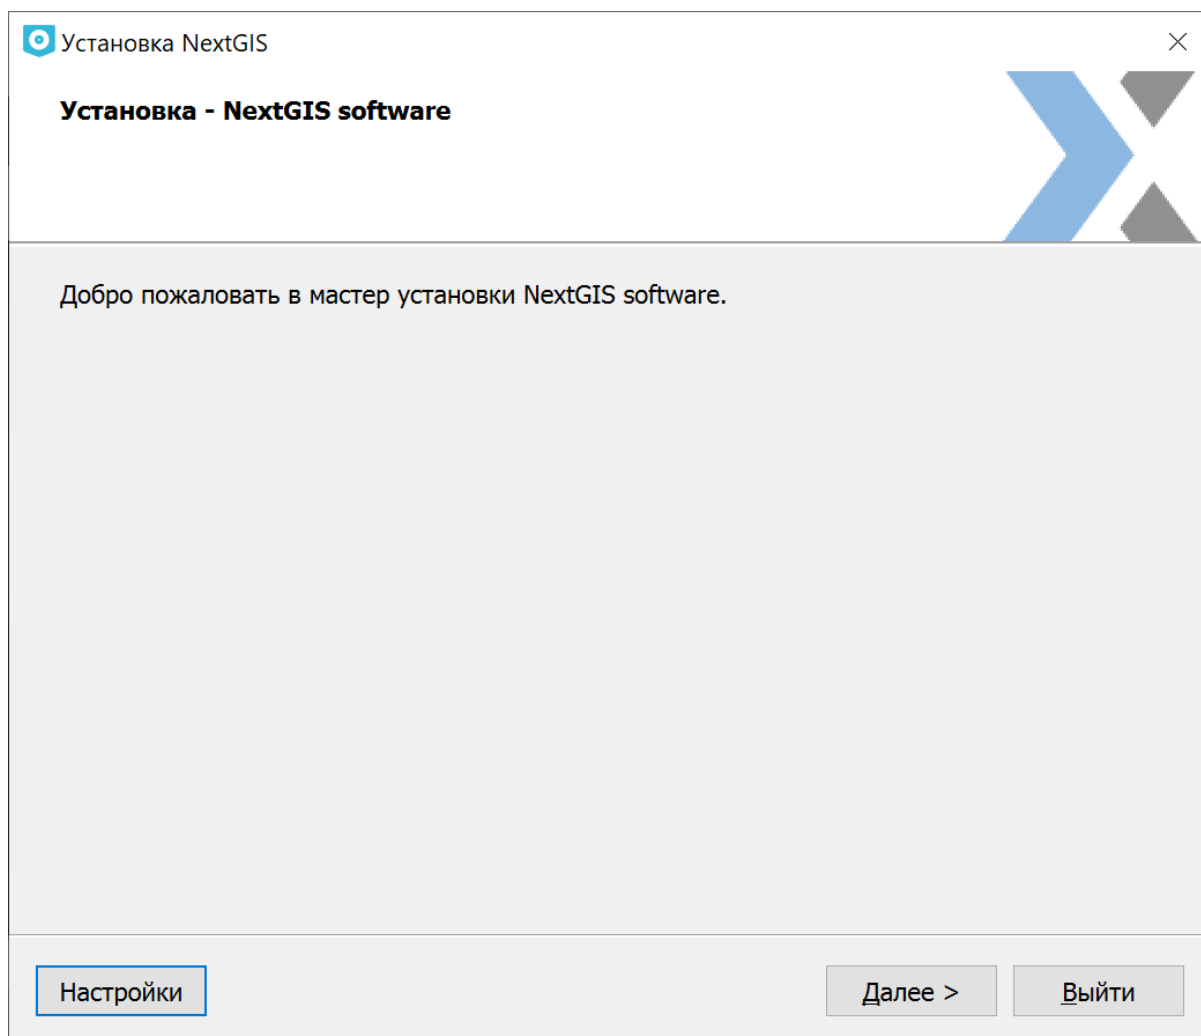 Установка NextGIS
Установка - NextGIS software
Добро пожаловать в мастер установки NextGIS software.
Настройки
Далее >
Выйти